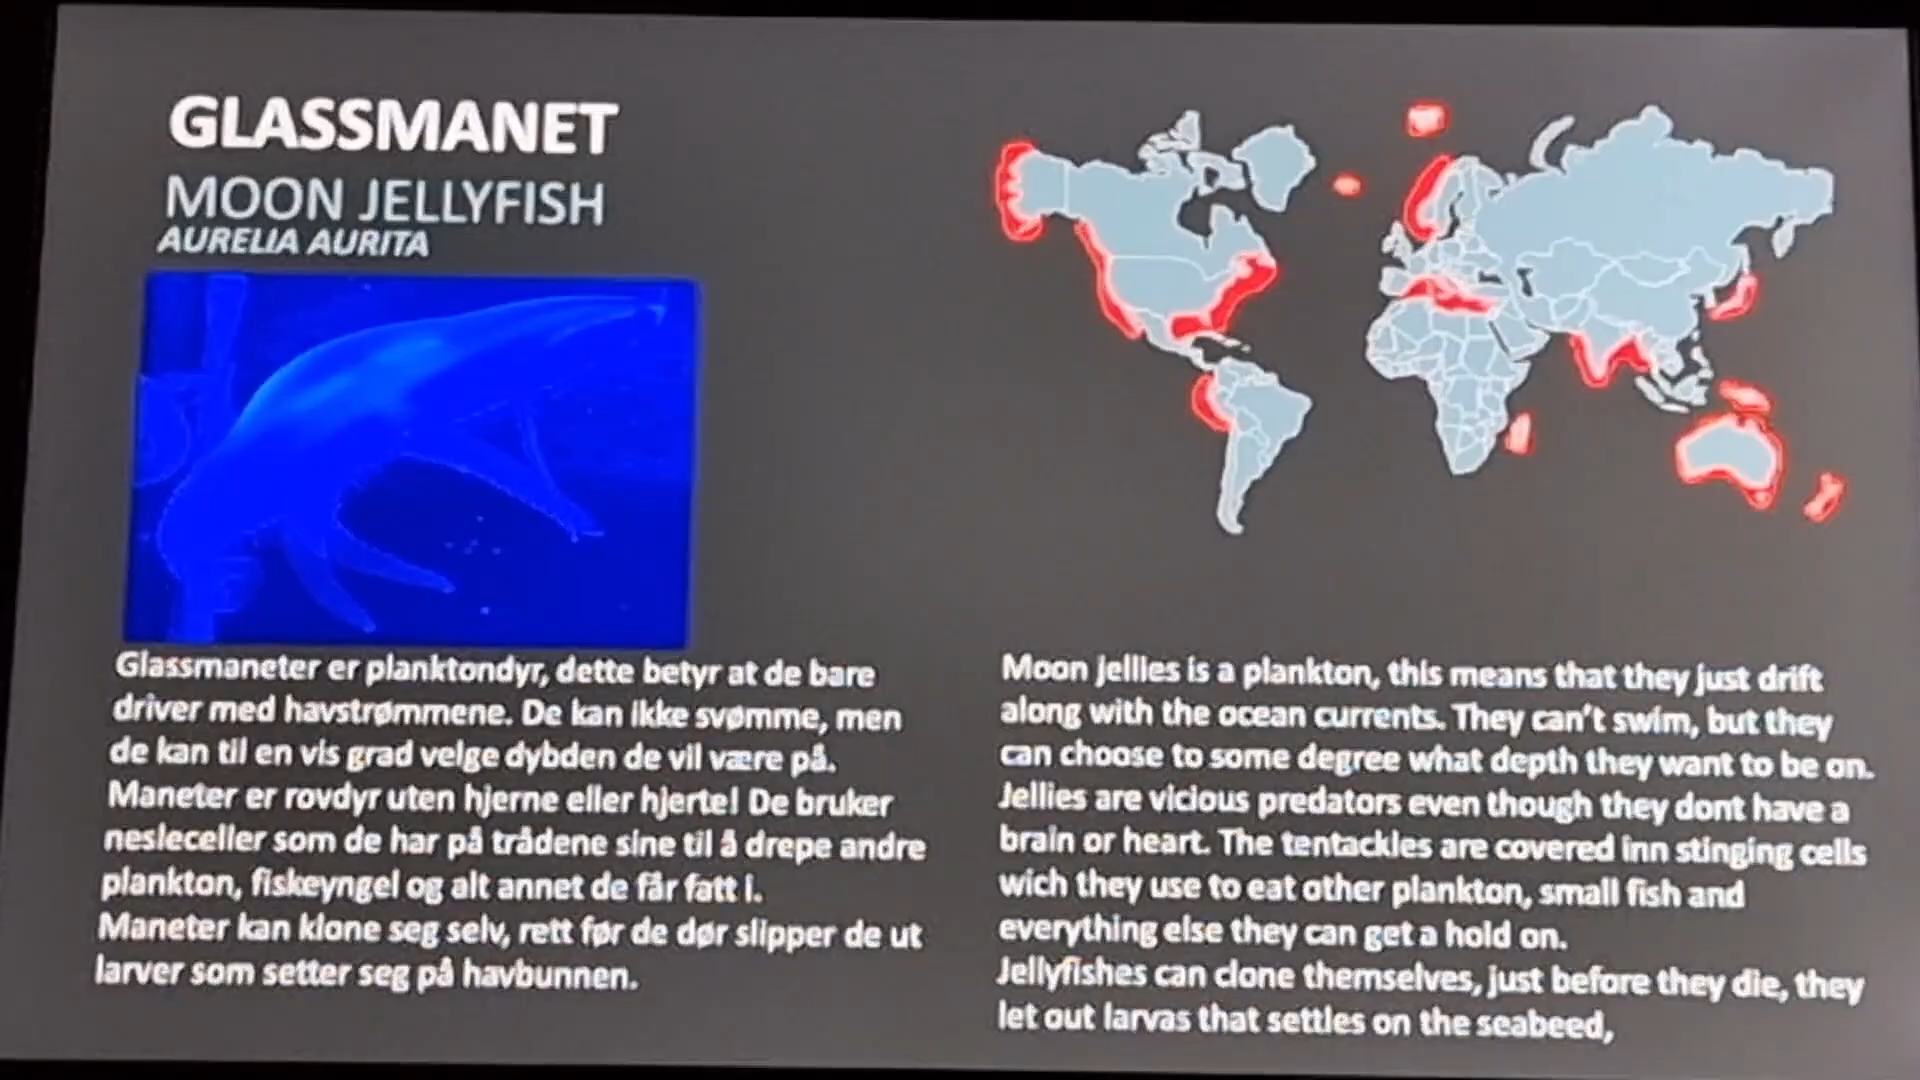 GLASSMANET
MOON JELLYFISH
AURELIA AURITA
Glassmaneter er planktondyr, dette betyr at de bare
driver med havstrømmene. De kan ikke svømme, men
de kan til en vis grad velge dybden de vil være på.
Maneter er rovdyr uten hjerne eller hjerte! De bruker
nesleceller som de har på trådene sine til å drepe andre
plankton, fiskeyngel og alt annet de får fatt i.
Maneter kan klone seg selv, rett før de dør slipper de ut
larver som setter seg på havbunnen.
Moon jellies is a plankton, this means that they just drift
along with the ocean currents. They can't swim, but they
can choose to some degree what depth they want to be on.
Jellies are vicious predators even though they dont have a
brain or heart. The tentackles are covered inn stinging cells
wich they use to eat other plankton, small fish and
everything else they can get a hold on.
Jellyfishes can clone themselves, just before they die, they
let out larvas that settles on the seabeed,